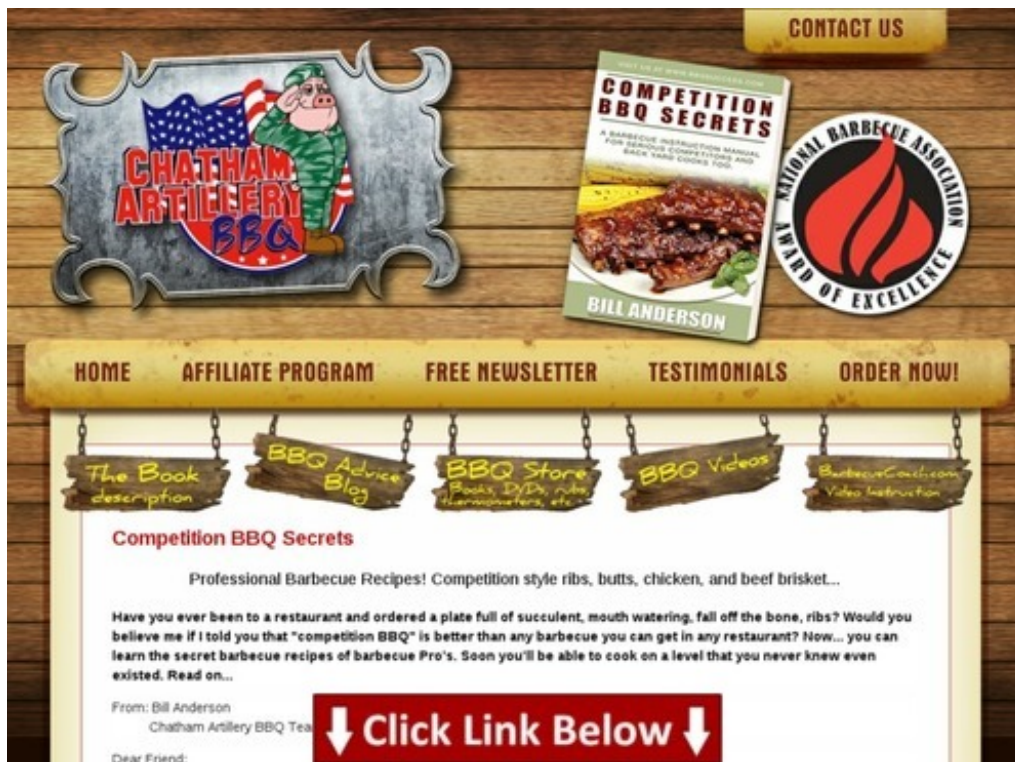 CONTACT US
CHATHAM
ARTILLERY
BBQ
COMPETITION
BBQ SECRETS
A BARBECUE INSTRUCTION MANUAL
FOR SERIOUS COMPETITORS AND
BACK YARD COOKS TOO.
BILL ANDERSON
NATIONAL BARBECUE ASSOCIATION
AWARD OF EXCELLENCE
HOME
AFFILIATE PROGRAM
FREE NEWSLETTER
TESTIMONIALS
ORDER NOW!
The Book
description
BBQ Advice
Blog
BBQ Store
Books, DVDs, rubs,
thermometers, etc.
BBQ Videos
BarbecueCoach.com
Video Instruction
Competition BBQ Secrets
Professional Barbecue Recipes! Competition style ribs, butts, chicken, and beef brisket...
Have you ever been to a restaurant and ordered a plate full of succulent, mouth watering, fall off the bone, ribs? Would you
believe me if I told you that "competition BBQ" is better than any barbecue you can get in any restaurant? Now... you can
learn the secret barbecue recipes of barbecue Pro's. Soon you'll be able to cook on a level that you never knew even
existed. Read on...
From: Bill Anderson
Chatham Artillery BBQ Tea
Click Link Below
Dear Friend: